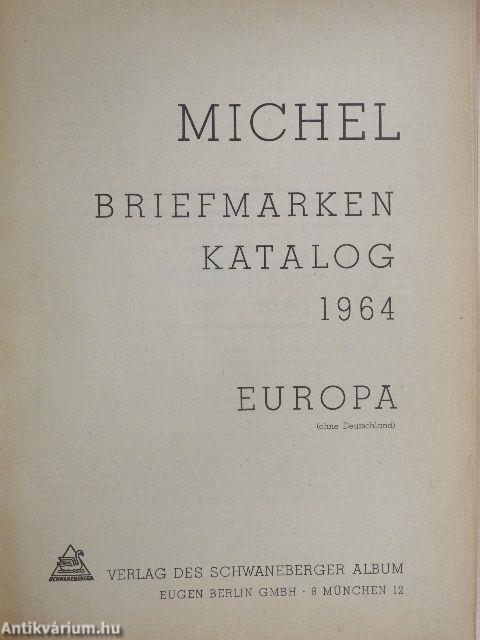 MICHEL
BRIEFMARKEN
KATALOG
1964
EUROPA
(ohne Deutschland)
SCHWANEBERGER
VERLAG DES SCHWANEBERGER ALBUM
EUGEN BERLIN GMBH · 8 MÜNCHEN 12
Antikvárium.hu